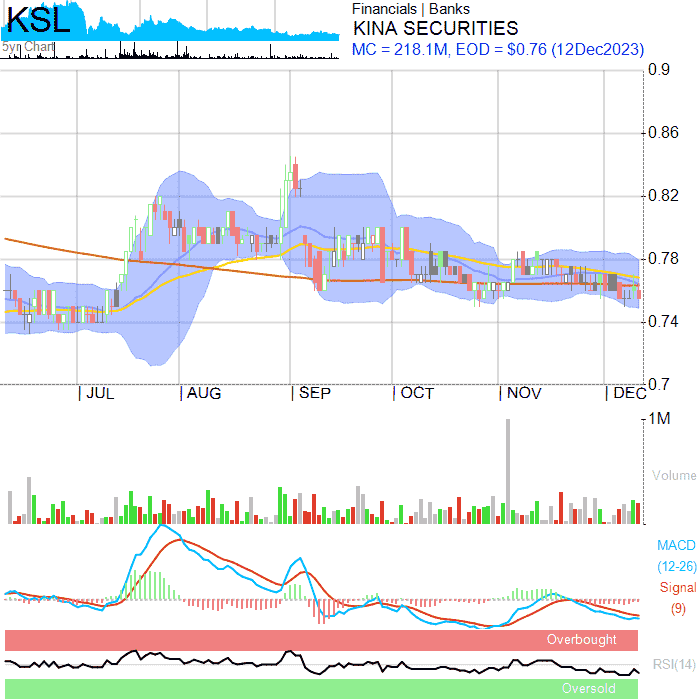 KSL
5yr Chart
Financials | Banks
KINA SECURITIES
MC = 218.1M, EOD = $0.76 (12Dec2023)
0.9
0.86
0.82
0.78
0.74
0.7
| JUL | AUG | SEP | OCT | NOV | DEC
1M
Volume
MACD
(12-26)
Signal
(9)
Overbought
RSI(14)
Oversold